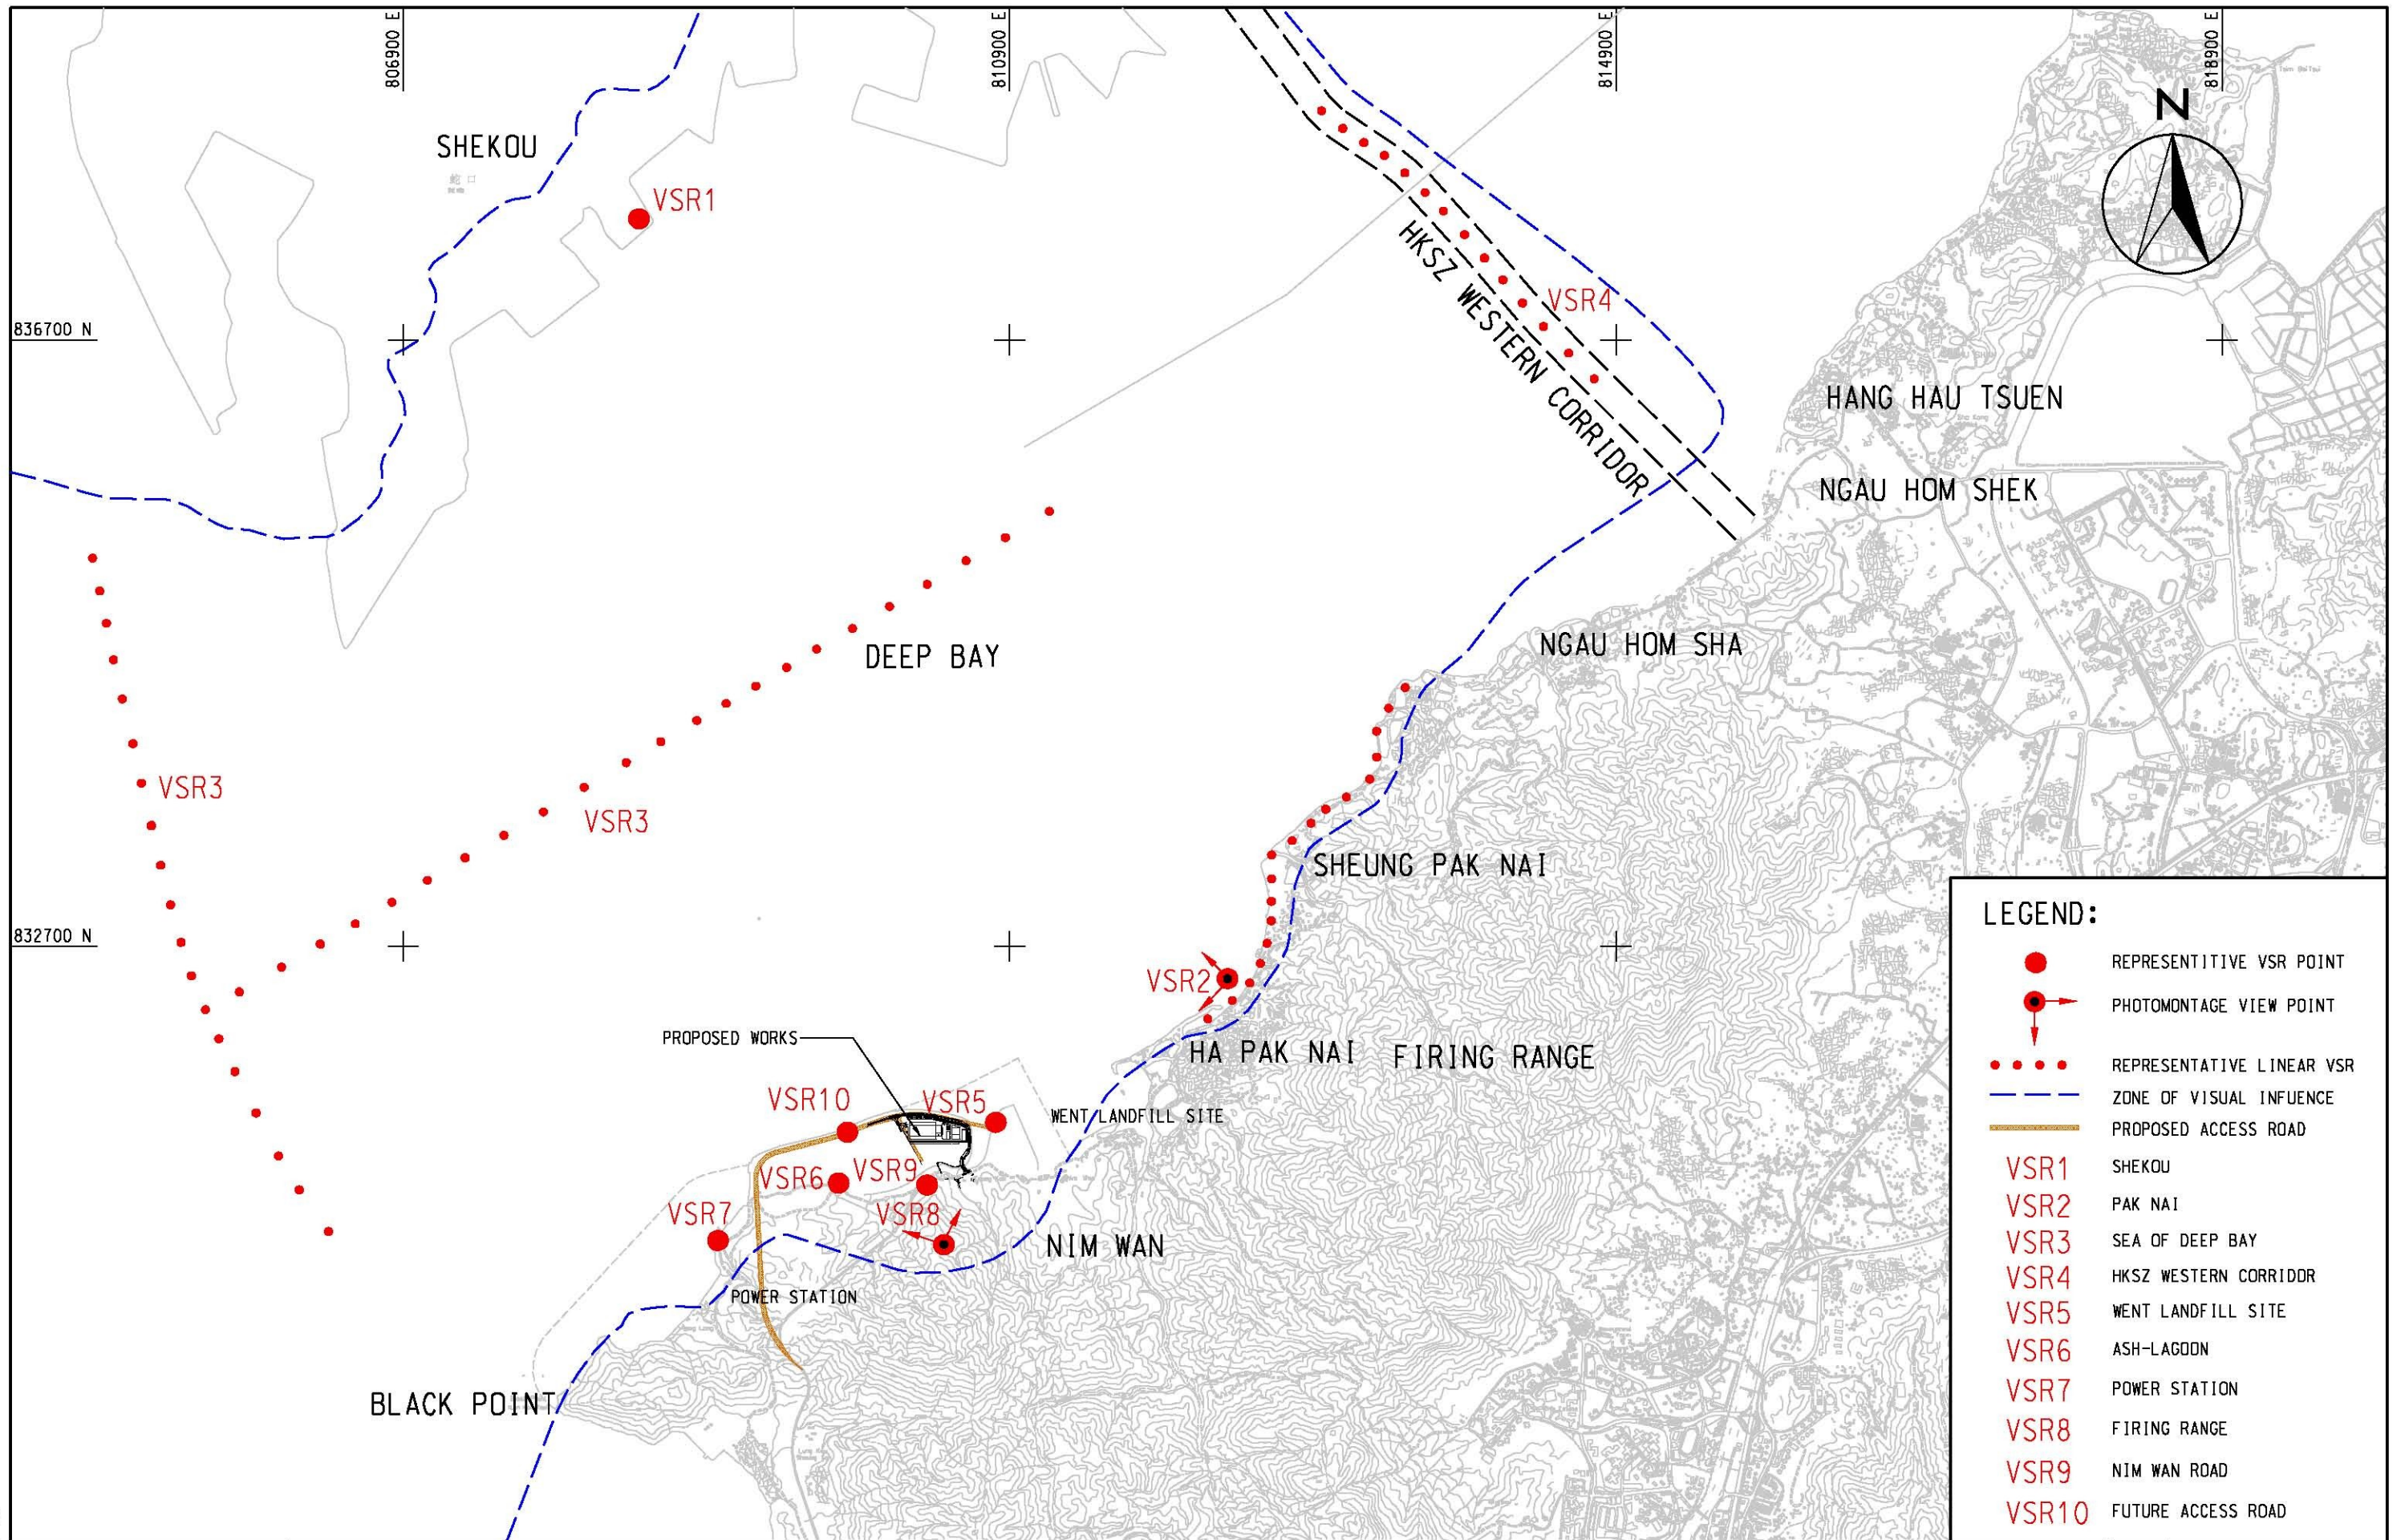 806900 E
810900 E
814900 E
818900 E
N
SHEKOU
蛇口
VSR1
HKSZ WESTERN CORRIDOR
VSR4
836700 N
HANG HAU TSUEN
NGAU HOM SHEK
DEEP BAY
NGAU HOM SHA
VSR3
VSR3
SHEUNG PAK NAI
832700 N
VSR2
PROPOSED WORKS
HA PAK NAI
FIRING RANGE
VSR10
VSR5
WENT LANDFILL SITE
VSR6
VSR9
VSR7
VSR8
NIM WAN
POWER STATION
BLACK POINT
LEGEND:
REPRESENTITIVE VSR POINT
PHOTOMONTAGE VIEW POINT
REPRESENTATIVE LINEAR VSR
ZONE OF VISUAL INFUENCE
PROPOSED ACCESS ROAD
VSR1 SHEKOU
VSR2 PAK NAI
VSR3 SEA OF DEEP BAY
VSR4 HKSZ WESTERN CORRIDOR
VSR5 WENT LANDFILL SITE
VSR6 ASH-LAGOON
VSR7 POWER STATION
VSR8 FIRING RANGE
VSR9 NIM WAN ROAD
VSR10 FUTURE ACCESS ROAD